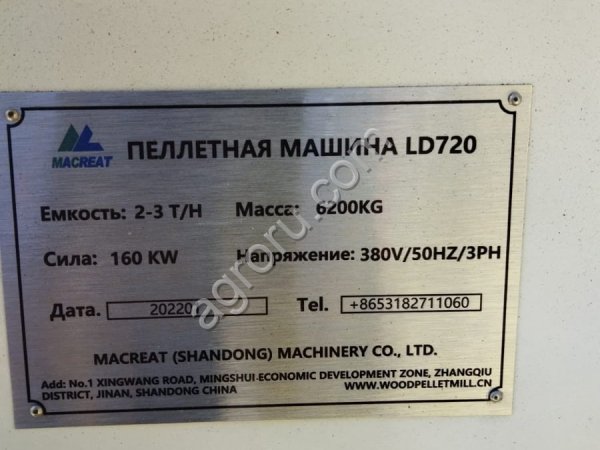 MACREAT
ПЕЛЛЕТНАЯ МАШИНА LD720
Емкость: 2-3 T/H Масса: 6200KG
Сила: 160 KW Напряжение: 380V/50HZ/3PH
Дата. Tel. +8653182711060
MACREAT (SHANDONG) MACHINERY CO., LTD.
Add: No.1 XINGWANG ROAD, MINGSHUI ECONOMIC DEVELOPMENT ZONE, ZHANGQIU
DISTRICT, JINAN, SHANDONG CHINA WWW.WOODPELLETMILL.CN
agroru.com